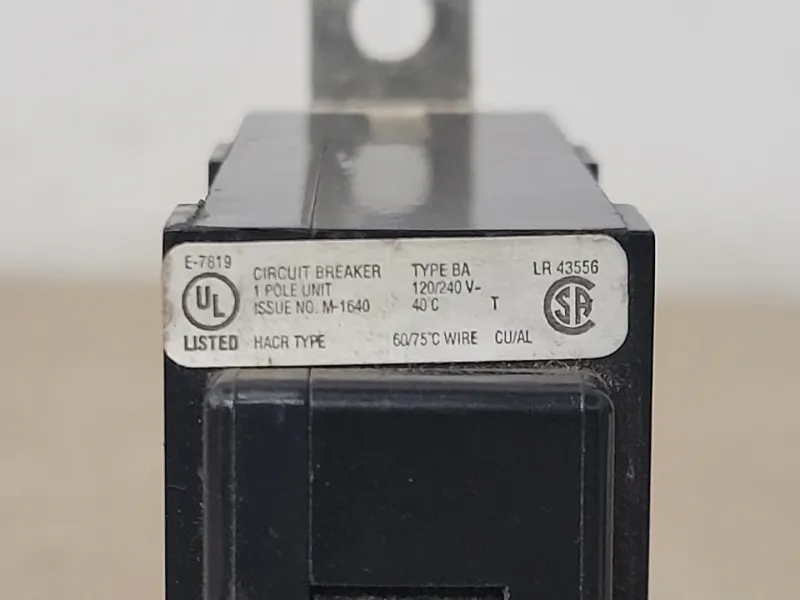 E-7819 CIRCUIT BREAKER TYPE BA LR 43556
1 POLE UNIT 120/240 V~
UL ISSUE NO. M-1640 40°C T SA
LISTED HACR TYPE 60/75°C WIRE CU/AL